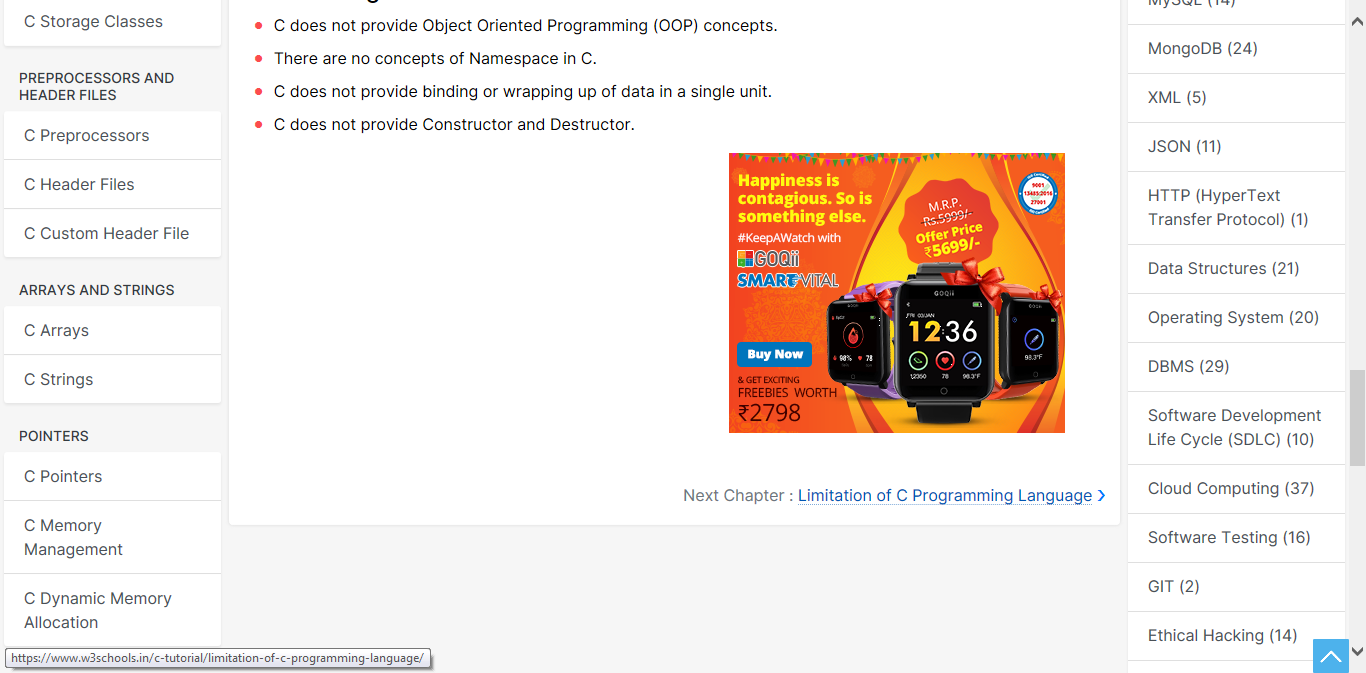 C Storage Classes
PREPROCESSORS AND
HEADER FILES
C Preprocessors
C Header Files
C Custom Header File
ARRAYS AND STRINGS
C Arrays
C Strings
POINTERS
C Pointers
C Memory
Management
C Dynamic Memory
Allocation
https://www.w3schools.in/c-tutorial/limitation-of-c-programming-language/
C does not provide Object Oriented Programming (OOP) concepts.
There are no concepts of Namespace in C.
C does not provide binding or wrapping up of data in a single unit.
C does not provide Constructor and Destructor.
Happiness is
contagious. So is
something else.
#KeepAWatch with
GOQii
SMART VITAL
Buy Now
& GET EXCITING
FREEBIES WORTH
₹2798
M.R.P.
Rs.5999/-
Offer Price
₹5699/-
9001
13485:2016
27001
GOQii
FRI 03/JAN
12:36
12360 78 98.3°F
98% 78
98.3°F
Next Chapter : Limitation of C Programming Language ❯
MySQL (14)
MongoDB (24)
XML (5)
JSON (11)
HTTP (HyperText
Transfer Protocol) (1)
Data Structures (21)
Operating System (20)
DBMS (29)
Software Development
Life Cycle (SDLC) (10)
Cloud Computing (37)
Software Testing (16)
GIT (2)
Ethical Hacking (14)